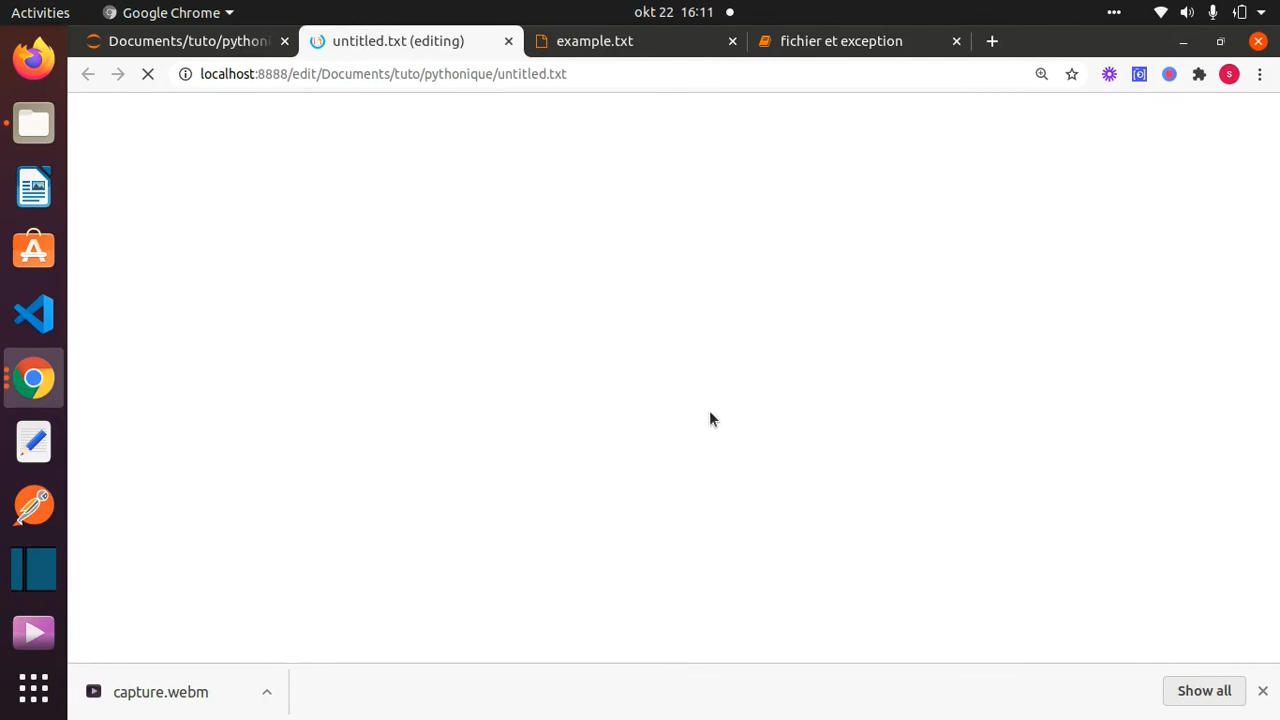 Activities
Google Chrome
okt 22 16:11
Documents/tuto/pythoni
untitled.txt (editing)
example.txt
fichier et exception
localhost:8888/edit/Documents/tuto/pythonique/untitled.txt
S
capture.webm
Show all